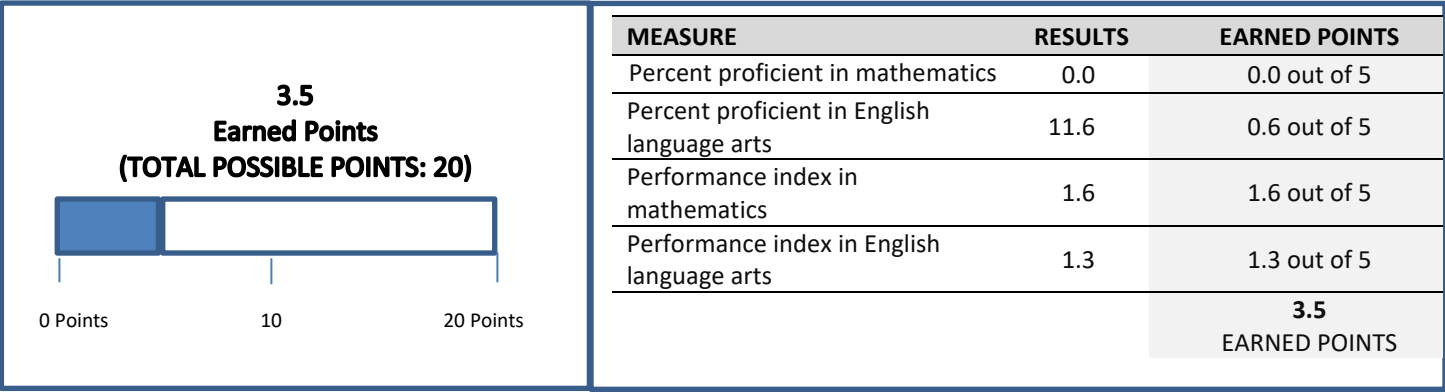 3.5
Earned Points
(TOTAL POSSIBLE POINTS: 20)
0 Points 10 20 Points
MEASURE RESULTS EARNED POINTS
Percent proficient in mathematics 0.0 0.0 out of 5
Percent proficient in English
language arts 11.6 0.6 out of 5
Performance index in
mathematics 1.6 1.6 out of 5
Performance index in English
language arts 1.3 1.3 out of 5
3.5
EARNED POINTS